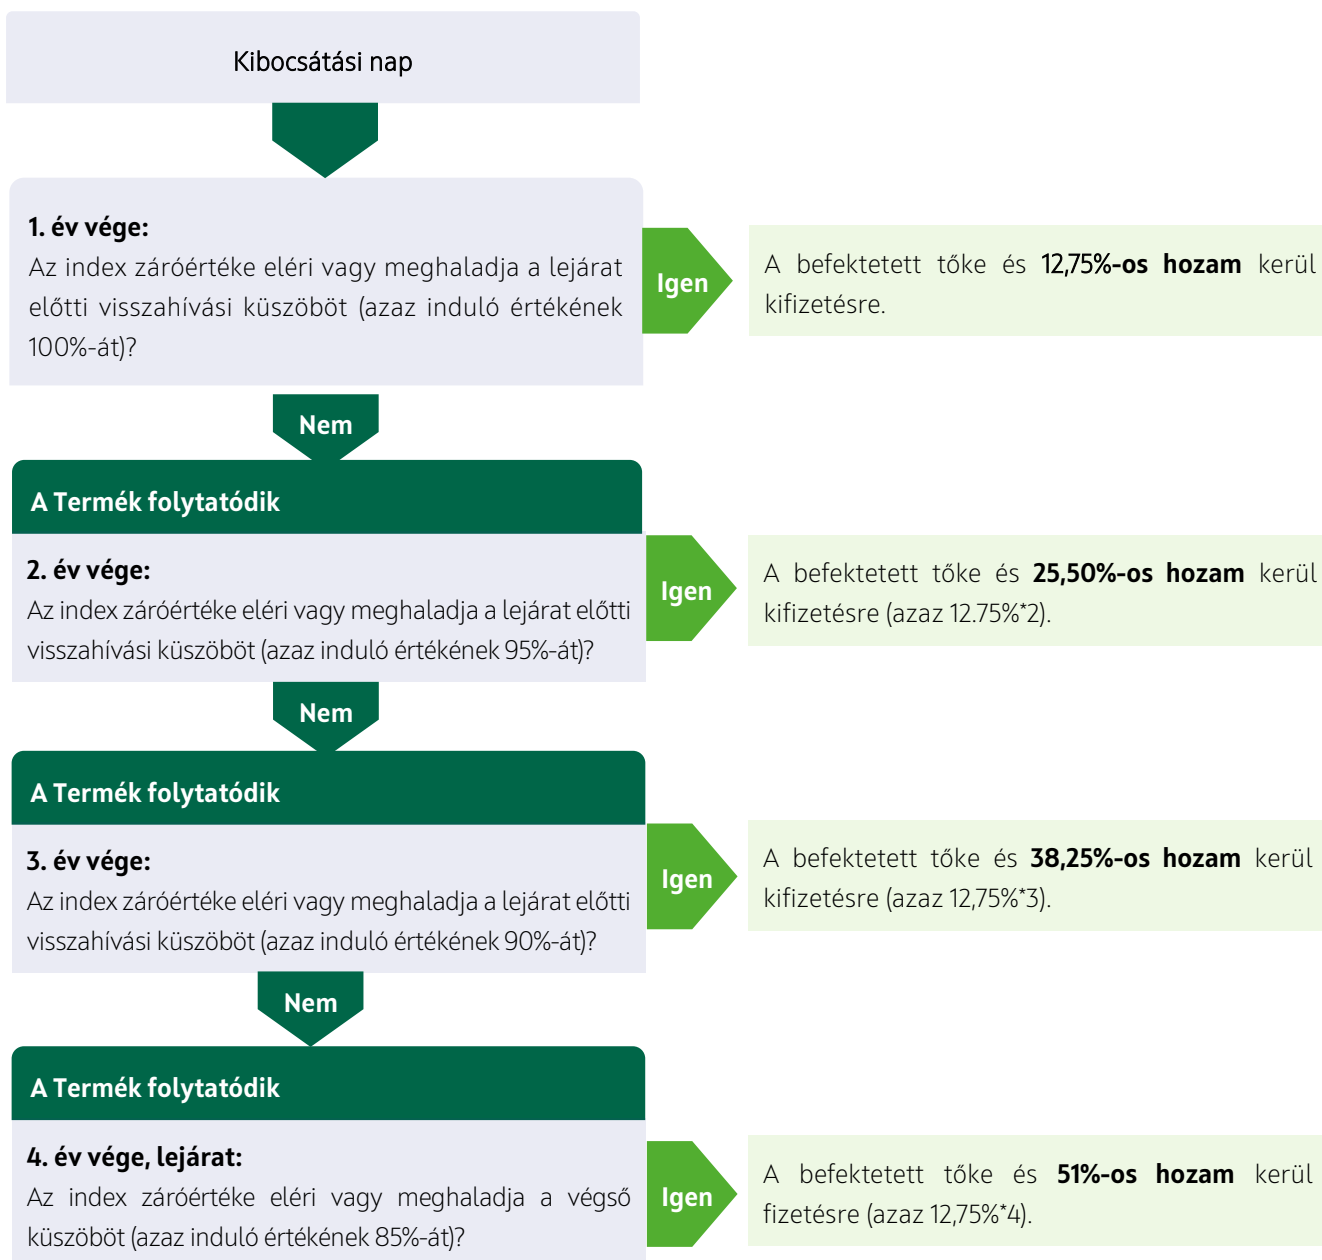 Kibocsátási nap
1. év vége:
Az index záróértéke eléri vagy meghaladja a lejárat
előtti visszahívási küszöböt (azaz induló értékének
100%-át)?
Igen
A befektetett tőke és 12,75%-os hozam kerül
kifizetésre.
Nem
A Termék folytatódik
2. év vége:
Az index záróértéke eléri vagy meghaladja a lejárat előtti
visszahívási küszöböt (azaz induló értékének 95%-át)?
Igen
A befektetett tőke és 25,50%-os hozam kerül
kifizetésre (azaz 12.75%*2).
Nem
A Termék folytatódik
3. év vége:
Az index záróértéke eléri vagy meghaladja a lejárat előtti
visszahívási küszöböt (azaz induló értékének 90%-át)?
Igen
A befektetett tőke és 38,25%-os hozam kerül
kifizetésre (azaz 12,75%*3).
Nem
A Termék folytatódik
4. év vége, lejárat:
Az index záróértéke eléri vagy meghaladja a végső
küszöböt (azaz induló értékének 85%-át)?
Igen
A befektetett tőke és 51%-os hozam kerül
fizetésre (azaz 12,75%*4).